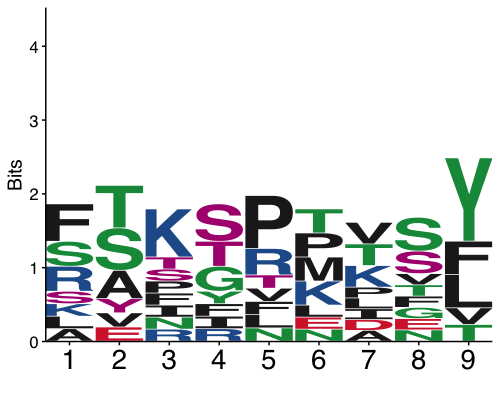 4
3
2
1
0
Bits
F S R S K L A
T S A Y V E
K T S P F I N R
S T G Y F I R
P R T V F L N
T P M K L E N
V T K P L I D A
S S V T F G E N
Y F L V T
1 2 3 4 5 6 7 8 9